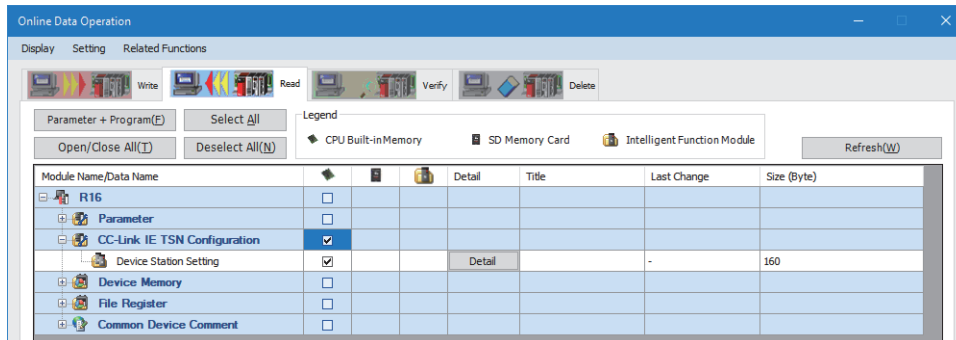 Online Data Operation
Display Setting Related Functions
Write Read Verify Delete
Parameter + Program(F) Select All Legend
CPU Built-in Memory SD Memory Card Intelligent Function Module
Open/Close All(T) Deselect All(N) Refresh(W)
Module Name/Data Name Detail Title Last Change Size (Byte)
R16
Parameter
CC-Link IE TSN Configuration
Device Station Setting Detail - 160
Device Memory
File Register
Common Device Comment